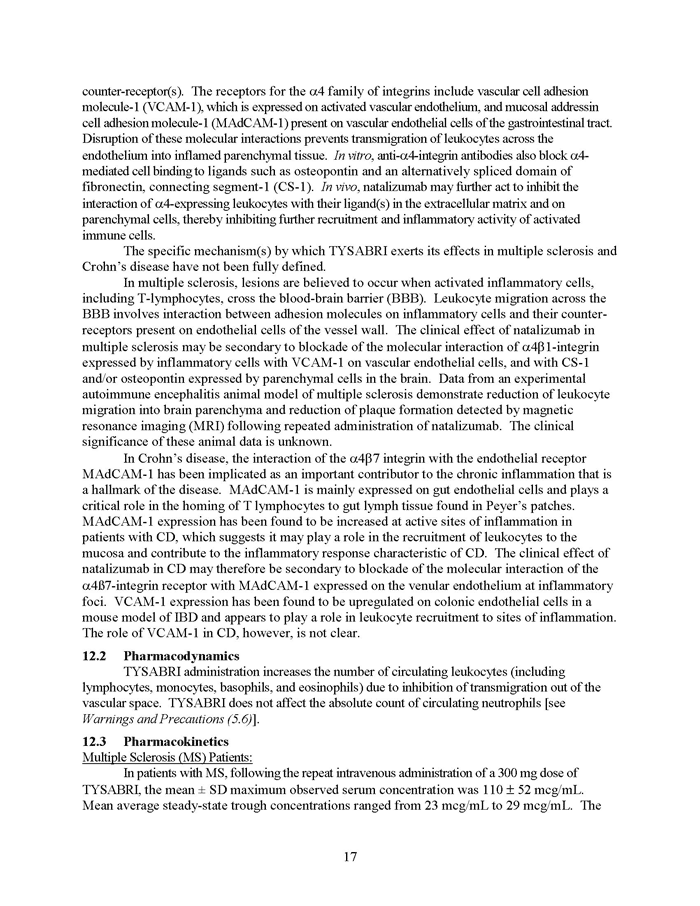 counter-receptor(s).  The receptors for the α4 family of integrins include vascular cell adhesion
molecule-1 (VCAM-1), which is expressed on activated vascular endothelium, and mucosal addressin
cell adhesion molecule-1 (MAdCAM-1) present on vascular endothelial cells of the gastrointestinal tract.
Disruption of these molecular interactions prevents transmigration of leukocytes across the
endothelium into inflamed parenchymal tissue.  In vitro, anti-α4-integrin antibodies also block α4-
mediated cell binding to ligands such as osteopontin and an alternatively spliced domain of
fibronectin, connecting segment-1 (CS-1).  In vivo, natalizumab may further act to inhibit the
interaction of α4-expressing leukocytes with their ligand(s) in the extracellular matrix and on
parenchymal cells, thereby inhibiting further recruitment and inflammatory activity of activated
immune cells.
The specific mechanism(s) by which TYSABRI exerts its effects in multiple sclerosis and
Crohn's disease have not been fully defined.
In multiple sclerosis, lesions are believed to occur when activated inflammatory cells,
including T-lymphocytes, cross the blood-brain barrier (BBB).  Leukocyte migration across the
BBB involves interaction between adhesion molecules on inflammatory cells and their counter-
receptors present on endothelial cells of the vessel wall.  The clinical effect of natalizumab in
multiple sclerosis may be secondary to blockade of the molecular interaction of α4β1-integrin
expressed by inflammatory cells with VCAM-1 on vascular endothelial cells, and with CS-1
and/or osteopontin expressed by parenchymal cells in the brain.  Data from an experimental
autoimmune encephalitis animal model of multiple sclerosis demonstrate reduction of leukocyte
migration into brain parenchyma and reduction of plaque formation detected by magnetic
resonance imaging (MRI) following repeated administration of natalizumab.  The clinical
significance of these animal data is unknown.
In Crohn's disease, the interaction of the α4β7 integrin with the endothelial receptor
MAdCAM-1 has been implicated as an important contributor to the chronic inflammation that is
a hallmark of the disease.  MAdCAM-1 is mainly expressed on gut endothelial cells and plays a
critical role in the homing of T lymphocytes to gut lymph tissue found in Peyer's patches.
MAdCAM-1 expression has been found to be increased at active sites of inflammation in
patients with CD, which suggests it may play a role in the recruitment of leukocytes to the
mucosa and contribute to the inflammatory response characteristic of CD.  The clinical effect of
natalizumab in CD may therefore be secondary to blockade of the molecular interaction of the
α4ß7-integrin receptor with MAdCAM-1 expressed on the venular endothelium at inflammatory
foci.  VCAM-1 expression has been found to be upregulated on colonic endothelial cells in a
mouse model of IBD and appears to play a role in leukocyte recruitment to sites of inflammation.
The role of VCAM-1 in CD, however, is not clear.
12.2 Pharmacodynamics
TYSABRI administration increases the number of circulating leukocytes (including
lymphocytes, monocytes, basophils, and eosinophils) due to inhibition of transmigration out of the
vascular space.  TYSABRI does not affect the absolute count of circulating neutrophils [see
Warnings and Precautions (5.6)].
12.3 Pharmacokinetics
Multiple Sclerosis (MS) Patients:
In patients with MS, following the repeat intravenous administration of a 300 mg dose of
TYSABRI, the mean ± SD maximum observed serum concentration was 110 ± 52 mcg/mL.
Mean average steady-state trough concentrations ranged from 23 mcg/mL to 29 mcg/mL.  The
17